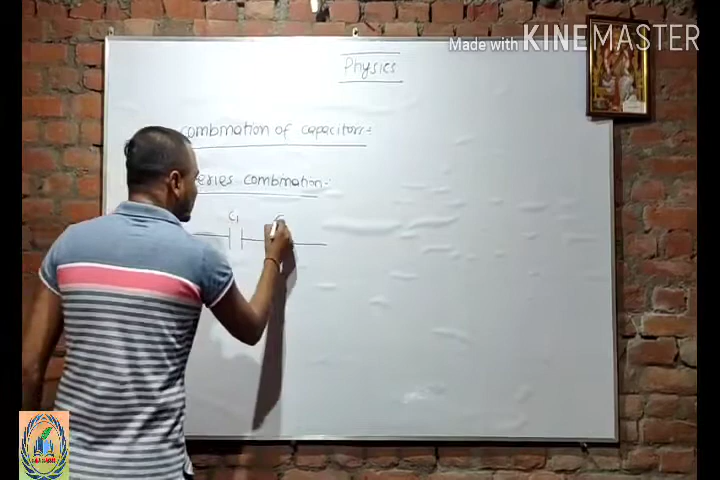 Made with KINEMASTER
Physics
combination of capacitors:-
eries combination:-
C1 C